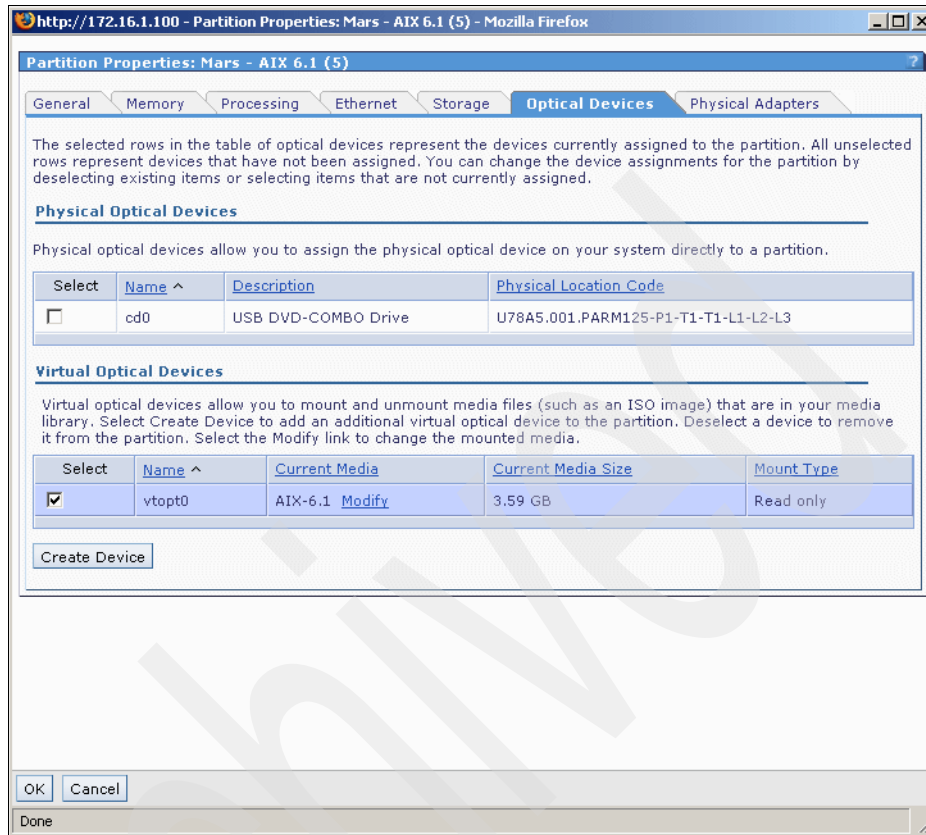 http://172.16.1.100 - Partition Properties: Mars - AIX 6.1 (5) - Mozilla Firefox
Partition Properties: Mars - AIX 6.1 (5) ?
General Memory Processing Ethernet Storage Optical Devices Physical Adapters
The selected rows in the table of optical devices represent the devices currently assigned to the partition. All unselected
rows represent devices that have not been assigned. You can change the device assignments for the partition by
deselecting existing items or selecting items that are not currently assigned.
Physical Optical Devices
Physical optical devices allow you to assign the physical optical device on your system directly to a partition.
Select Name ^ Description Physical Location Code
cd0 USB DVD-COMBO Drive U78A5.001.PARM125-P1-T1-T1-L1-L2-L3
Virtual Optical Devices
Virtual optical devices allow you to mount and unmount media files (such as an ISO image) that are in your media
library. Select Create Device to add an additional virtual optical device to the partition. Deselect a device to remove
it from the partition. Select the Modify link to change the mounted media.
Select Name ^ Current Media Current Media Size Mount Type
vtopt0 AIX-6.1 Modify 3.59 GB Read only
Create Device
OK Cancel
Done